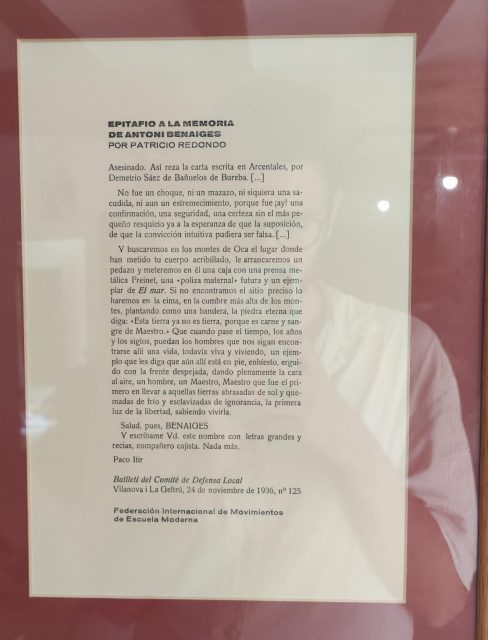 EPITAFIO A LA MEMORIA
DE ANTONI BENAIGES
POR PATRICIO REDONDO
Asesinado. Así reza la carta escrita en Arcentales, por
Demetrio Sáez de Bañuelos de Bureba. [...]
No fue un choque, ni un mazazo, ni siquiera una sa-
cudida, ni aun un estremecimiento, porque fue ¡ay! una
confirmación, una seguridad, una certeza sin el más pe-
queño resquicio ya a la esperanza de que la suposición,
de que la convicción intuitiva pudiera ser falsa. [...]
Y buscaremos en los montes de Oca el lugar donde
han metido tu cuerpo acribillado, le arrancaremos un
pedazo y meteremos en él una caja con una prensa me-
tálica Freinet, una «poliza maternal» futura y un ejem-
plar de El mar. Si no encontramos el sitio preciso lo
haremos en la cima, en la cumbre más alta de los mon-
tes, plantando como una bandera, la piedra eterna que
diga: «Esta tierra ya no es tierra, porque es carne y san-
gre de Maestro.» Que cuando pase el tiempo, los años
y los siglos, puedan los hombres que nos sigan encon-
trarse allí una vida, todavía viva y viviendo, un ejem-
plo que les diga que aún allí está en pie, enhiesto, ergui-
do con la frente despejada, dando plenamente la cara
al aire, un hombre, un Maestro, Maestro que fue el pri-
mero en llevar a aquellas tierras abrasadas de sol y que-
madas de frío y esclavizadas de ignorancia, la primera
luz de la libertad, sabiendo vivirla.
Salud, pues, BENAIGES
Y escríbame Vd. este nombre con letras grandes y
recias, compañero cajista. Nada más.
Paco Itir
Butlletí del Comitè de Defensa Local
Vilanova i La Geltrú, 24 de noviembre de 1936, nº 125
Federación Internacional de Movimientos
de Escuela Moderna